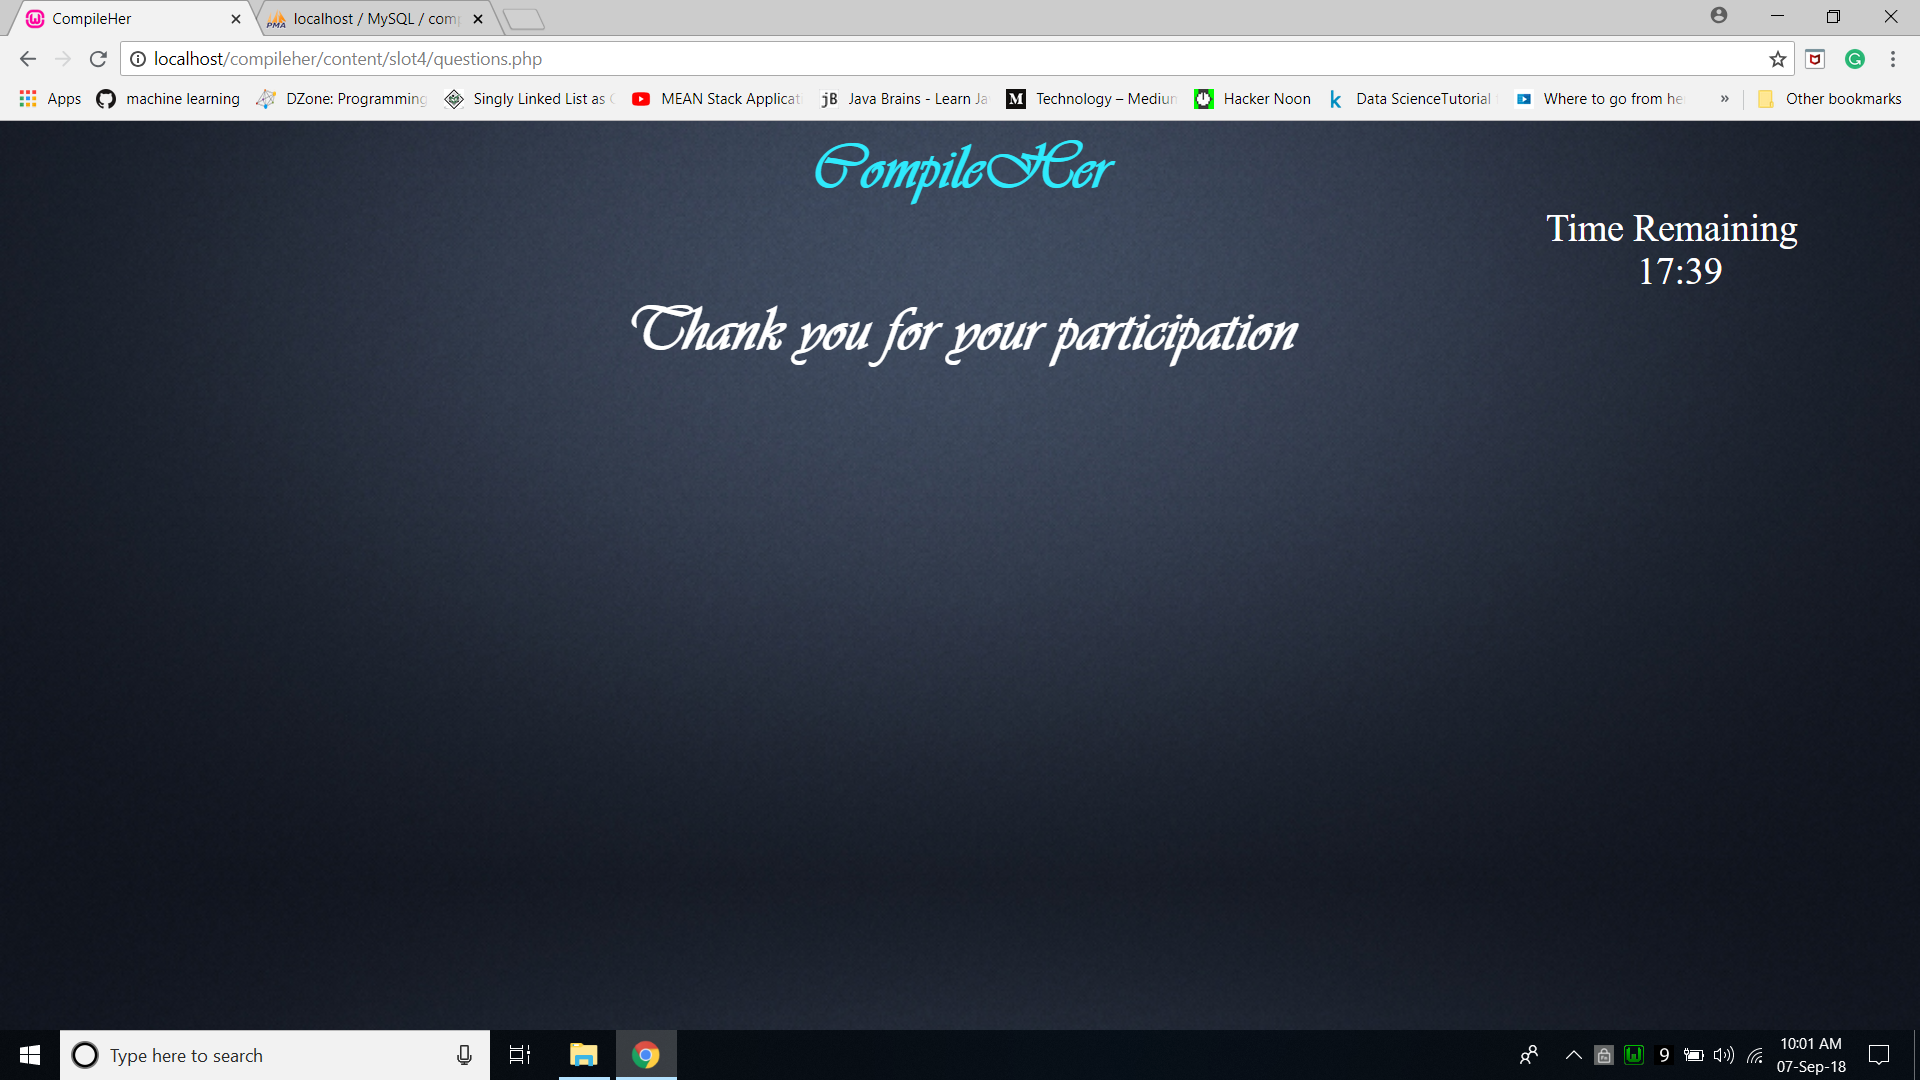 CompileHer
localhost / MySQL / com
localhost/compileher/content/slot4/questions.php
Apps
machine learning
DZone: Programming
Singly Linked List as
MEAN Stack Applicat
jB
Java Brains - Learn Ja
M
Technology – Medium
Hacker Noon
k
Data ScienceTutorial
Where to go from he
»
Other bookmarks
CompileHer
Time Remaining
17:39
Thank you for your participation
Type here to search
9
10:01 AM
07-Sep-18